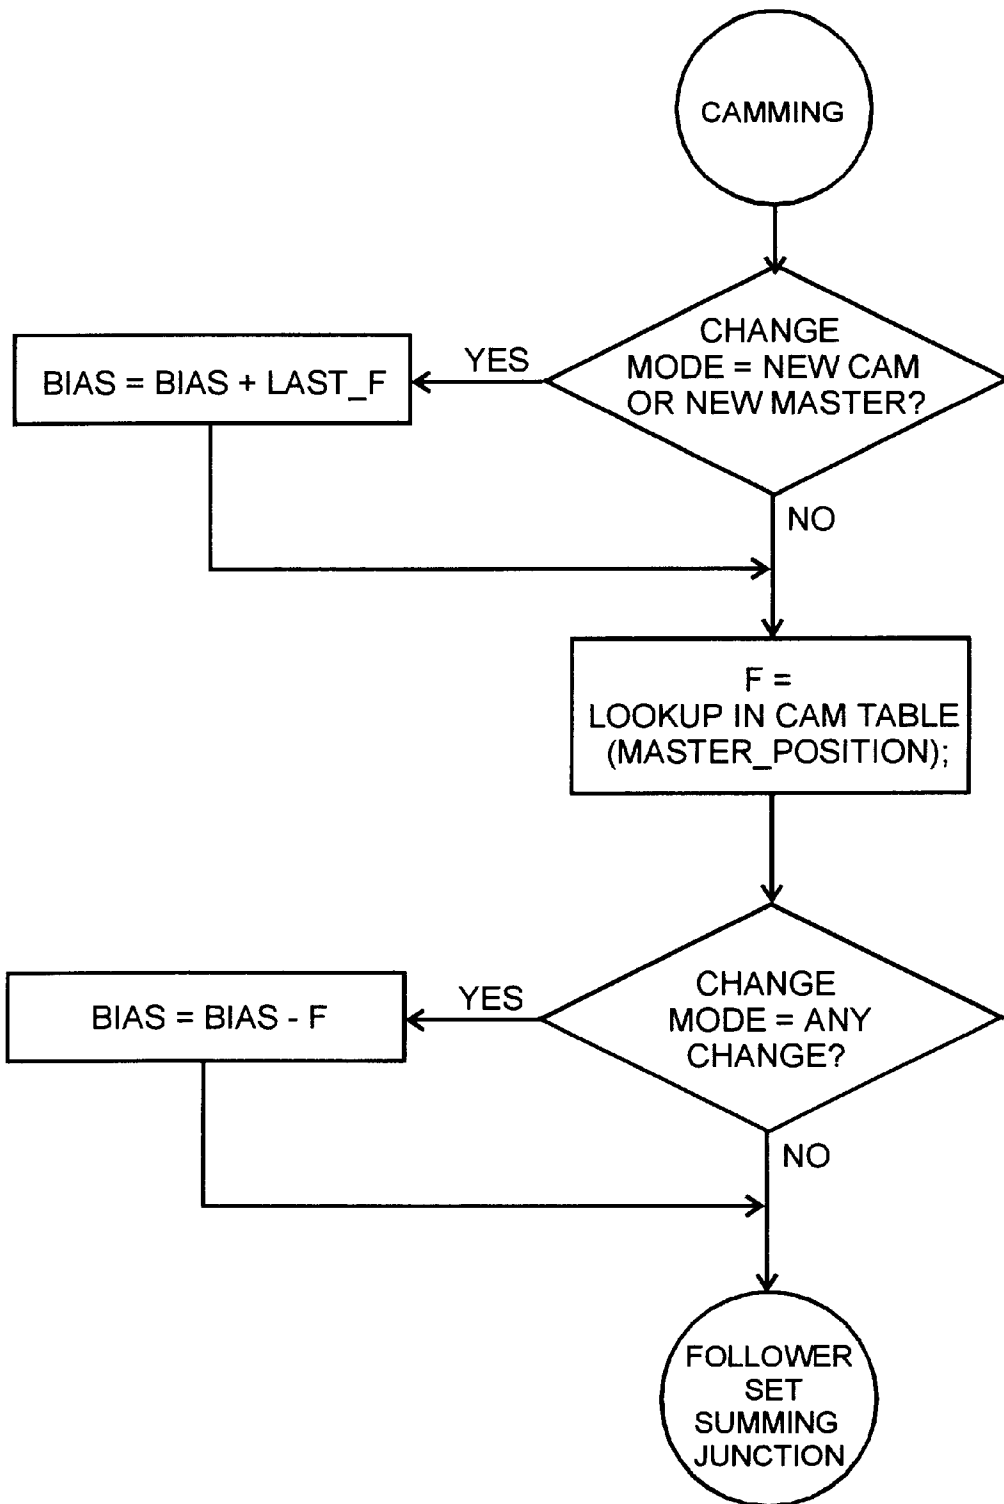 CAMMING
CHANGE
MODE = NEW CAM
OR NEW MASTER?
YES
BIAS = BIAS + LAST_F
NO
F =
LOOKUP IN CAM TABLE
(MASTER_POSITION);
CHANGE
MODE = ANY
CHANGE?
YES
BIAS = BIAS - F
NO
FOLLOWER
SET
SUMMING
JUNCTION